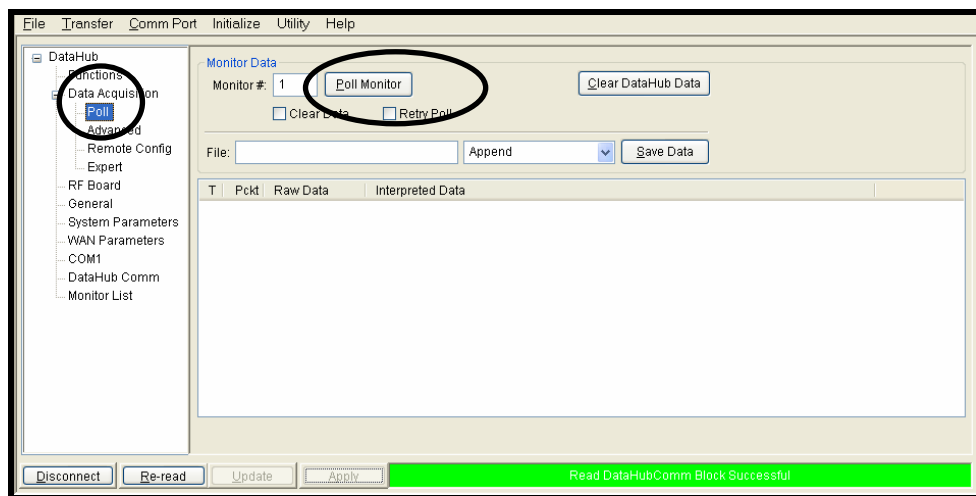 File Transfer Comm Port Initialize Utility Help
DataHub
Functions
Data Acquisition
Poll
Advanced
Remote Config
Expert
RF Board
General
System Parameters
WAN Parameters
COM1
DataHub Comm
Monitor List
Monitor Data
Monitor #: 1 Poll Monitor Clear DataHub Data
Clear Data Retry Poll
File: Append Save Data
T Pckt Raw Data Interpreted Data
Disconnect Re-read Update Apply Read DataHubComm Block Successful